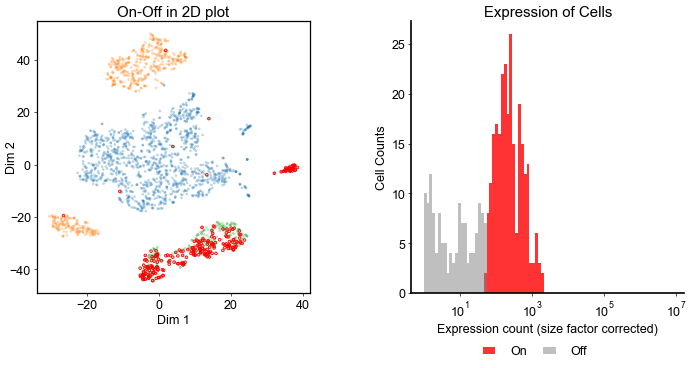 On-Off in 2D plot
40
20
0
−20
−40
Dim 2
−20
0
20
40
Dim 1
Expression of Cells
25
20
15
10
5
0
Cell Counts
10^1
10^3
10^5
10^7
Expression count (size factor corrected)
On
Off